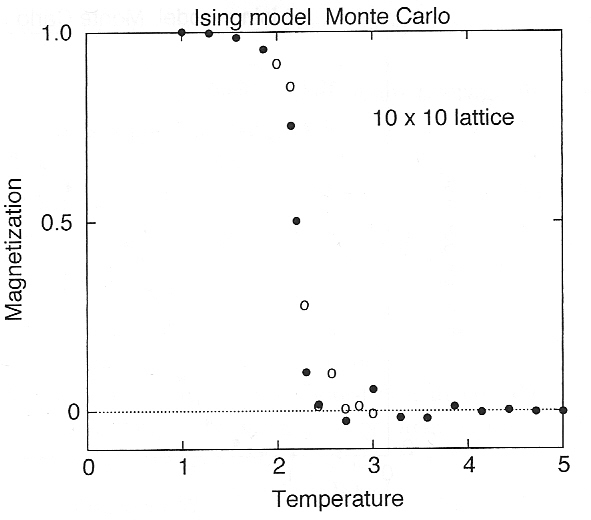 Ising model Monte Carlo
1.0
10 x 10 lattice
0.5
Magnetization
0
0 1 2 3 4 5
Temperature